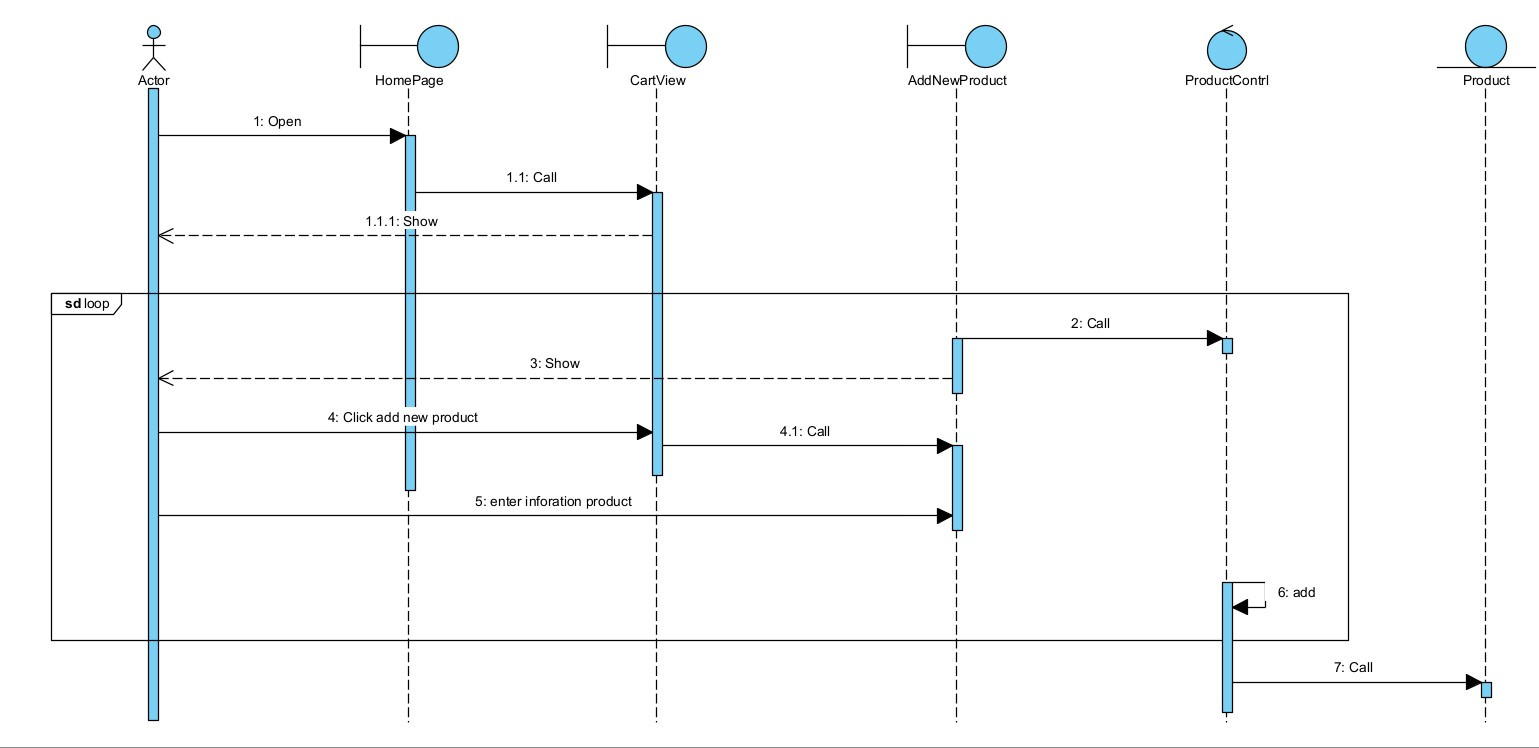 Actor
HomePage
CartView
AddNewProduct
ProductContrl
Product
1: Open
1.1: Call
1.1.1: Show
sd loop
2: Call
3: Show
4: Click add new product
4.1: Call
5: enter inforation product
6: add
7: Call